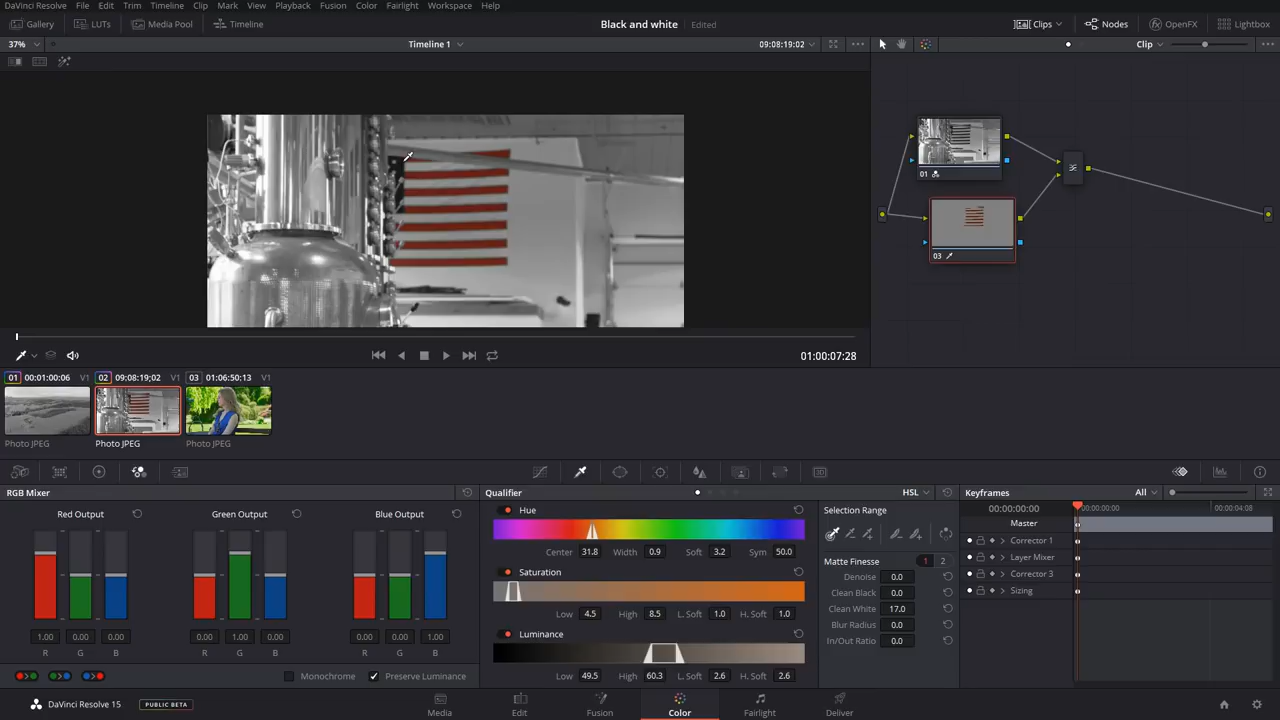 DaVinci Resolve File Edit Trim Timeline Clip Mark View Playback Fusion Color Fairlight Workspace Help
Gallery LUTs Media Pool Timeline Black and white Edited Clips Nodes OpenFX Lightbox
37% Timeline 1 09:08:19:02 Clip
01
03
01:00:07:28
01 00:01:00:06 V1 02 09:08:19;02 V1 03 01:06:50:13 V1
Photo JPEG Photo JPEG Photo JPEG
RGB Mixer Qualifier HSL Keyframes All
Red Output Green Output Blue Output Hue Selection Range 00:00:00:00 00:00:00:00 00:00:04:08
Master
Center 31.8 Width 0.9 Soft 3.2 Sym 50.0 Corrector 1
Matte Finesse 1 2 Layer Mixer
Saturation Denoise 0.0 Corrector 3
Clean Black 0.0 Sizing
Clean White 17.0
Low 4.5 High 8.5 L. Soft 1.0 H. Soft 1.0
Blur Radius 0.0
1.00 0.00 0.00 0.00 1.00 0.00 0.00 0.00 1.00 Luminance In/Out Ratio 0.0
R G B R G B R G B
Monochrome Preserve Luminance Low 49.5 High 60.3 L. Soft 2.6 H. Soft 2.6
DaVinci Resolve 15 PUBLIC BETA Media Edit Fusion Color Fairlight Deliver